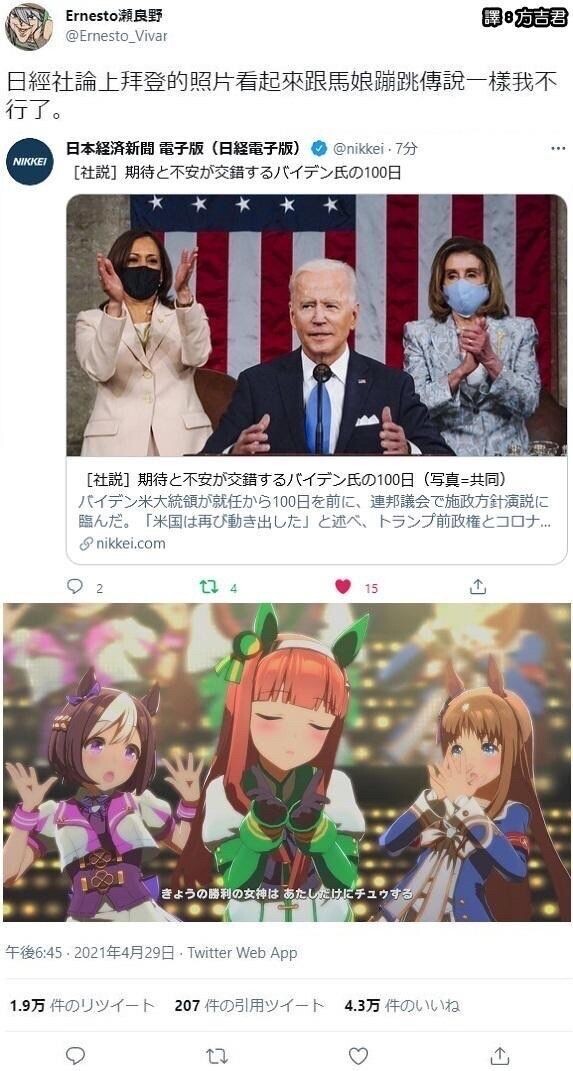 Ernesto瀬良野
@Ernesto_Vivar
譯8方吉君
日經社論上拜登的照片看起來跟馬娘蹦跳傳說一樣我不
行了。
NIKKEI
日本経済新聞 電子版（日経電子版） @nikkei · 7分
［社説］期待と不安が交錯するバイデン氏の100日
［社説］期待と不安が交錯するバイデン氏の100日（写真=共同）
バイデン米大統領が就任から100日を前に、連邦議会で施政方針演説に
臨んだ。「米国は再び動き出した」と述べ、トランプ前政権とコロナ...
nikkei.com
2 4 15
きょうの勝利の女神は あたしだけにチュゥする
午後6:45 · 2021年4月29日 · Twitter Web App
1.9万 件のリツイート 207 件の引用ツイート 4.3万 件のいいね